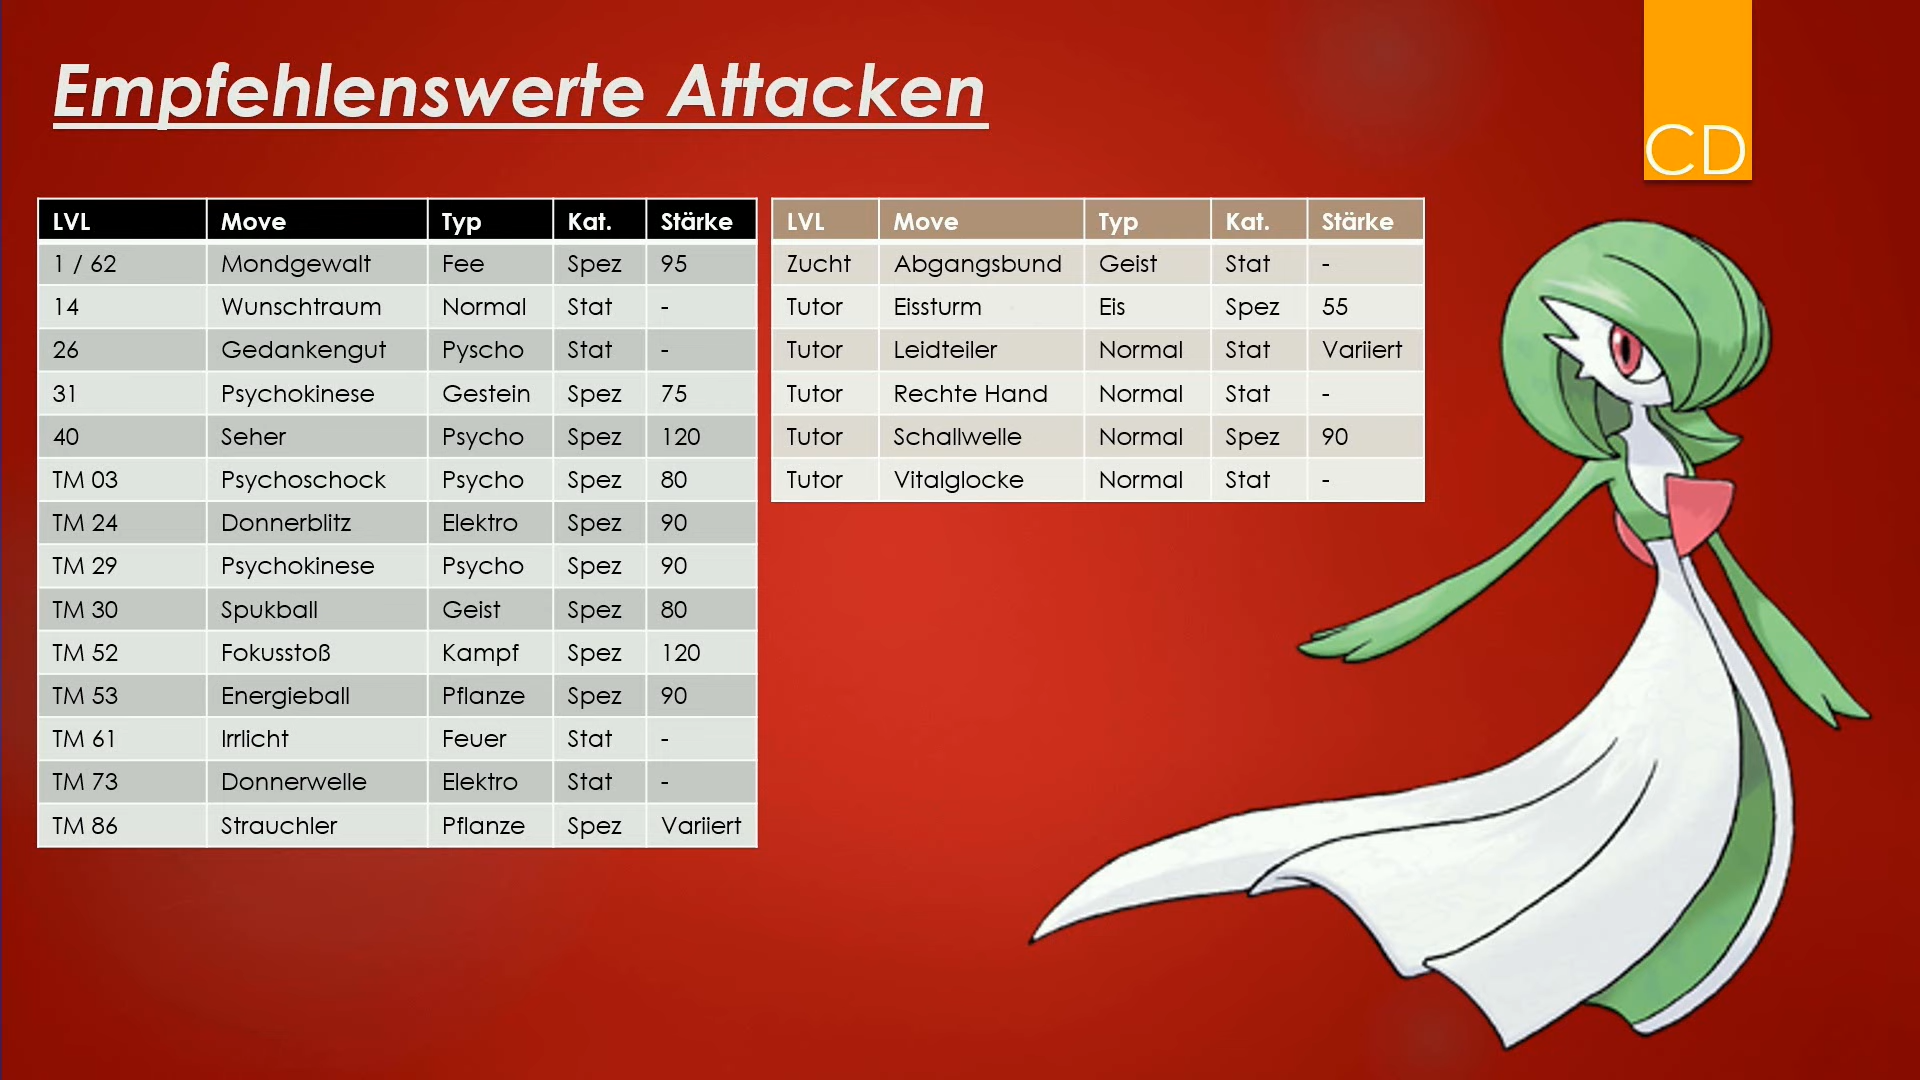 Empfehlenswerte Attacken
CD
LVL Move Typ Kat. Stärke
1 / 62 Mondgewalt Fee Spez 95
14 Wunschtraum Normal Stat -
26 Gedankengut Pyscho Stat -
31 Psychokinese Gestein Spez 75
40 Seher Psycho Spez 120
TM 03 Psychoschock Psycho Spez 80
TM 24 Donnerblitz Elektro Spez 90
TM 29 Psychokinese Psycho Spez 90
TM 30 Spukball Geist Spez 80
TM 52 Fokusstoß Kampf Spez 120
TM 53 Energieball Pflanze Spez 90
TM 61 Irrlicht Feuer Stat -
TM 73 Donnerwelle Elektro Stat -
TM 86 Strauchler Pflanze Spez Variiert
LVL Move Typ Kat. Stärke
Zucht Abgangsbund Geist Stat -
Tutor Eissturm Eis Spez 55
Tutor Leidteiler Normal Stat Variiert
Tutor Rechte Hand Normal Stat -
Tutor Schallwelle Normal Spez 90
Tutor Vitalglocke Normal Stat -